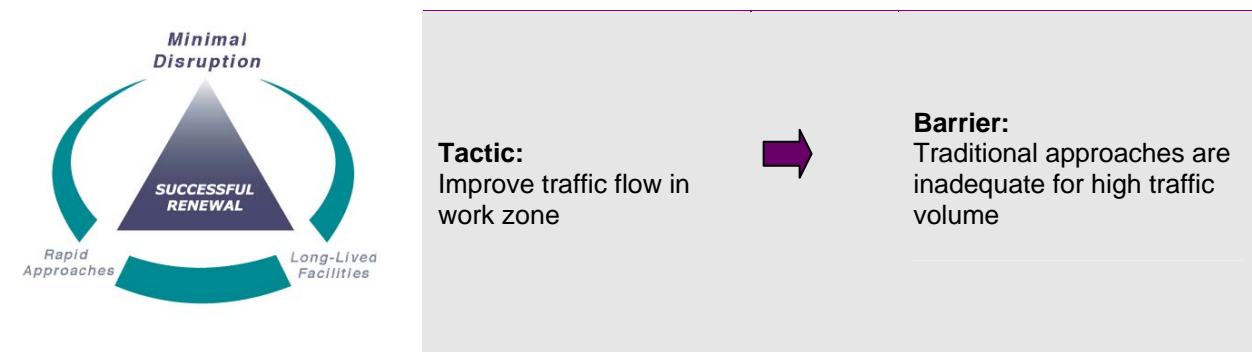 Minimal
Disruption
SUCCESSFUL
RENEWAL
Rapid
Approaches
Long-Lived
Facilities
Tactic:
Improve traffic flow in
work zone
Barrier:
Traditional approaches are
inadequate for high traffic
volume